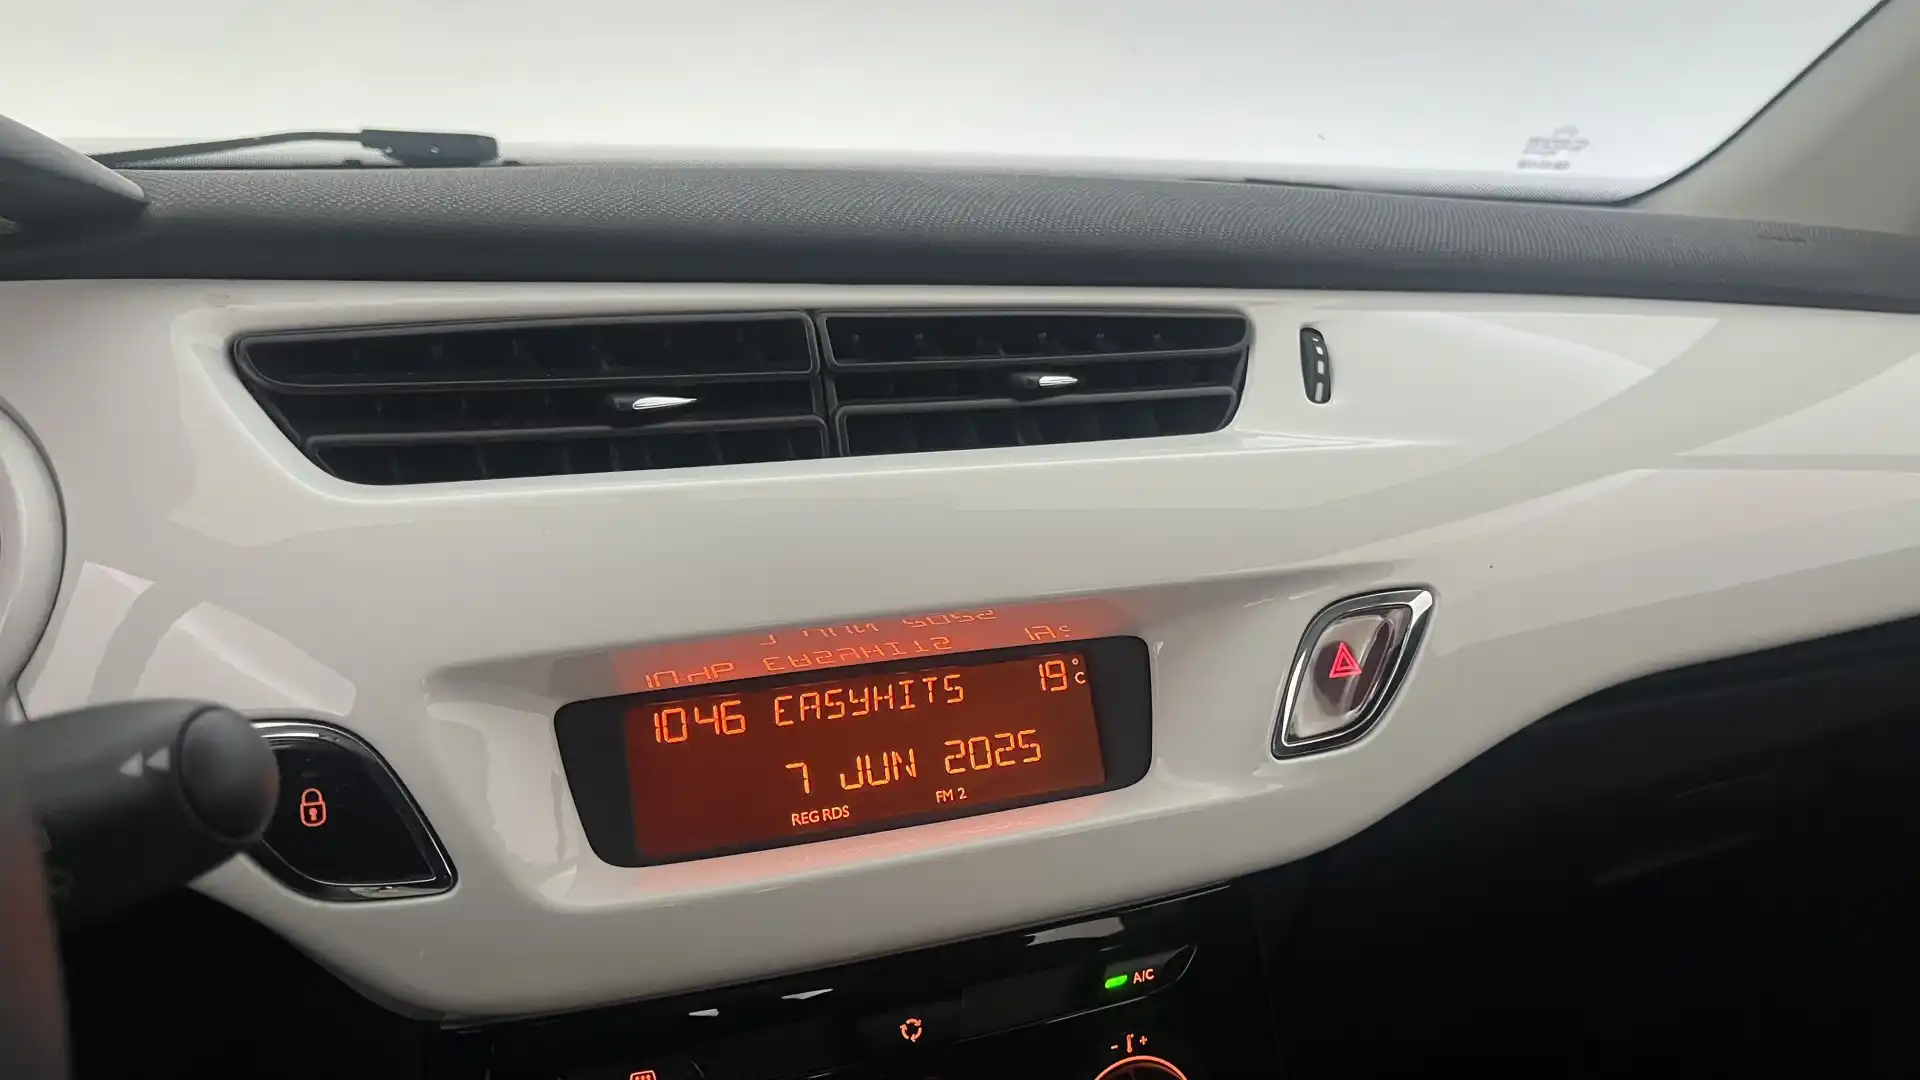 1046 EASYHITS 19°C
7 JUN 2025
REG RDS FM 2
A/C
- +